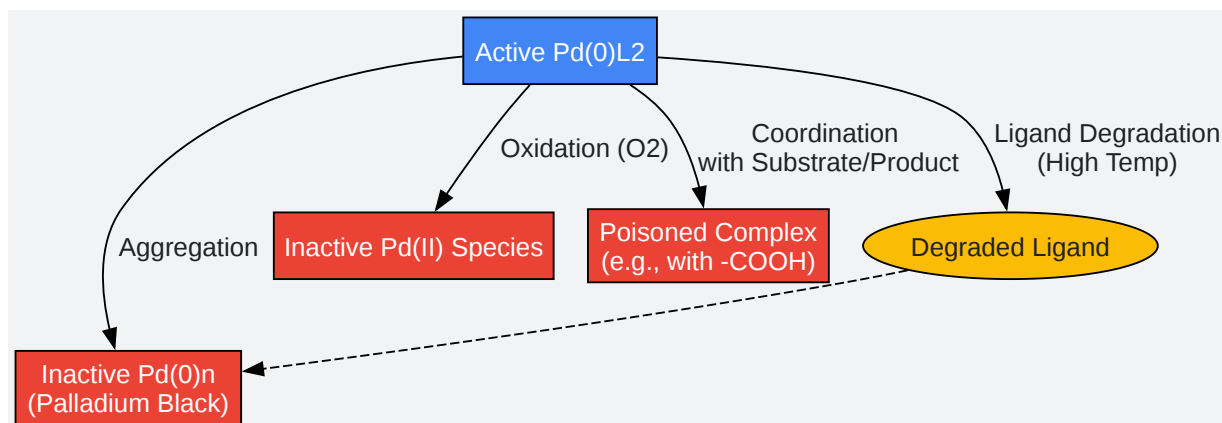 Active Pd(0)L2
Oxidation (O2)
Coordination
with Substrate/Product
Ligand Degradation
(High Temp)
Aggregation
Inactive Pd(II) Species
Poisoned Complex
(e.g., with -COOH)
Degraded Ligand
Inactive Pd(0)n
(Palladium Black)